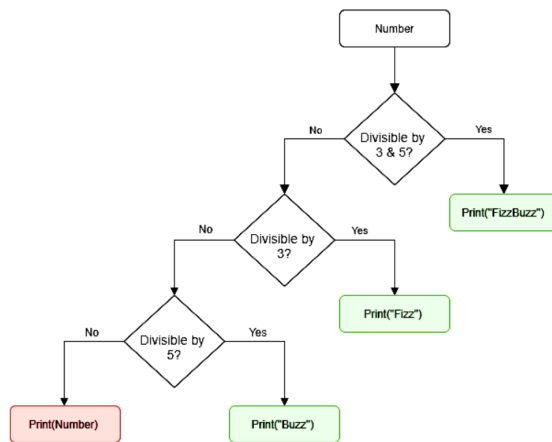 Number
Divisible by
3 & 5?
No
Yes
Print("FizzBuzz")
Divisible by
3?
No
Yes
Print("Fizz")
Divisible by
5?
No
Yes
Print(Number)
Print("Buzz")